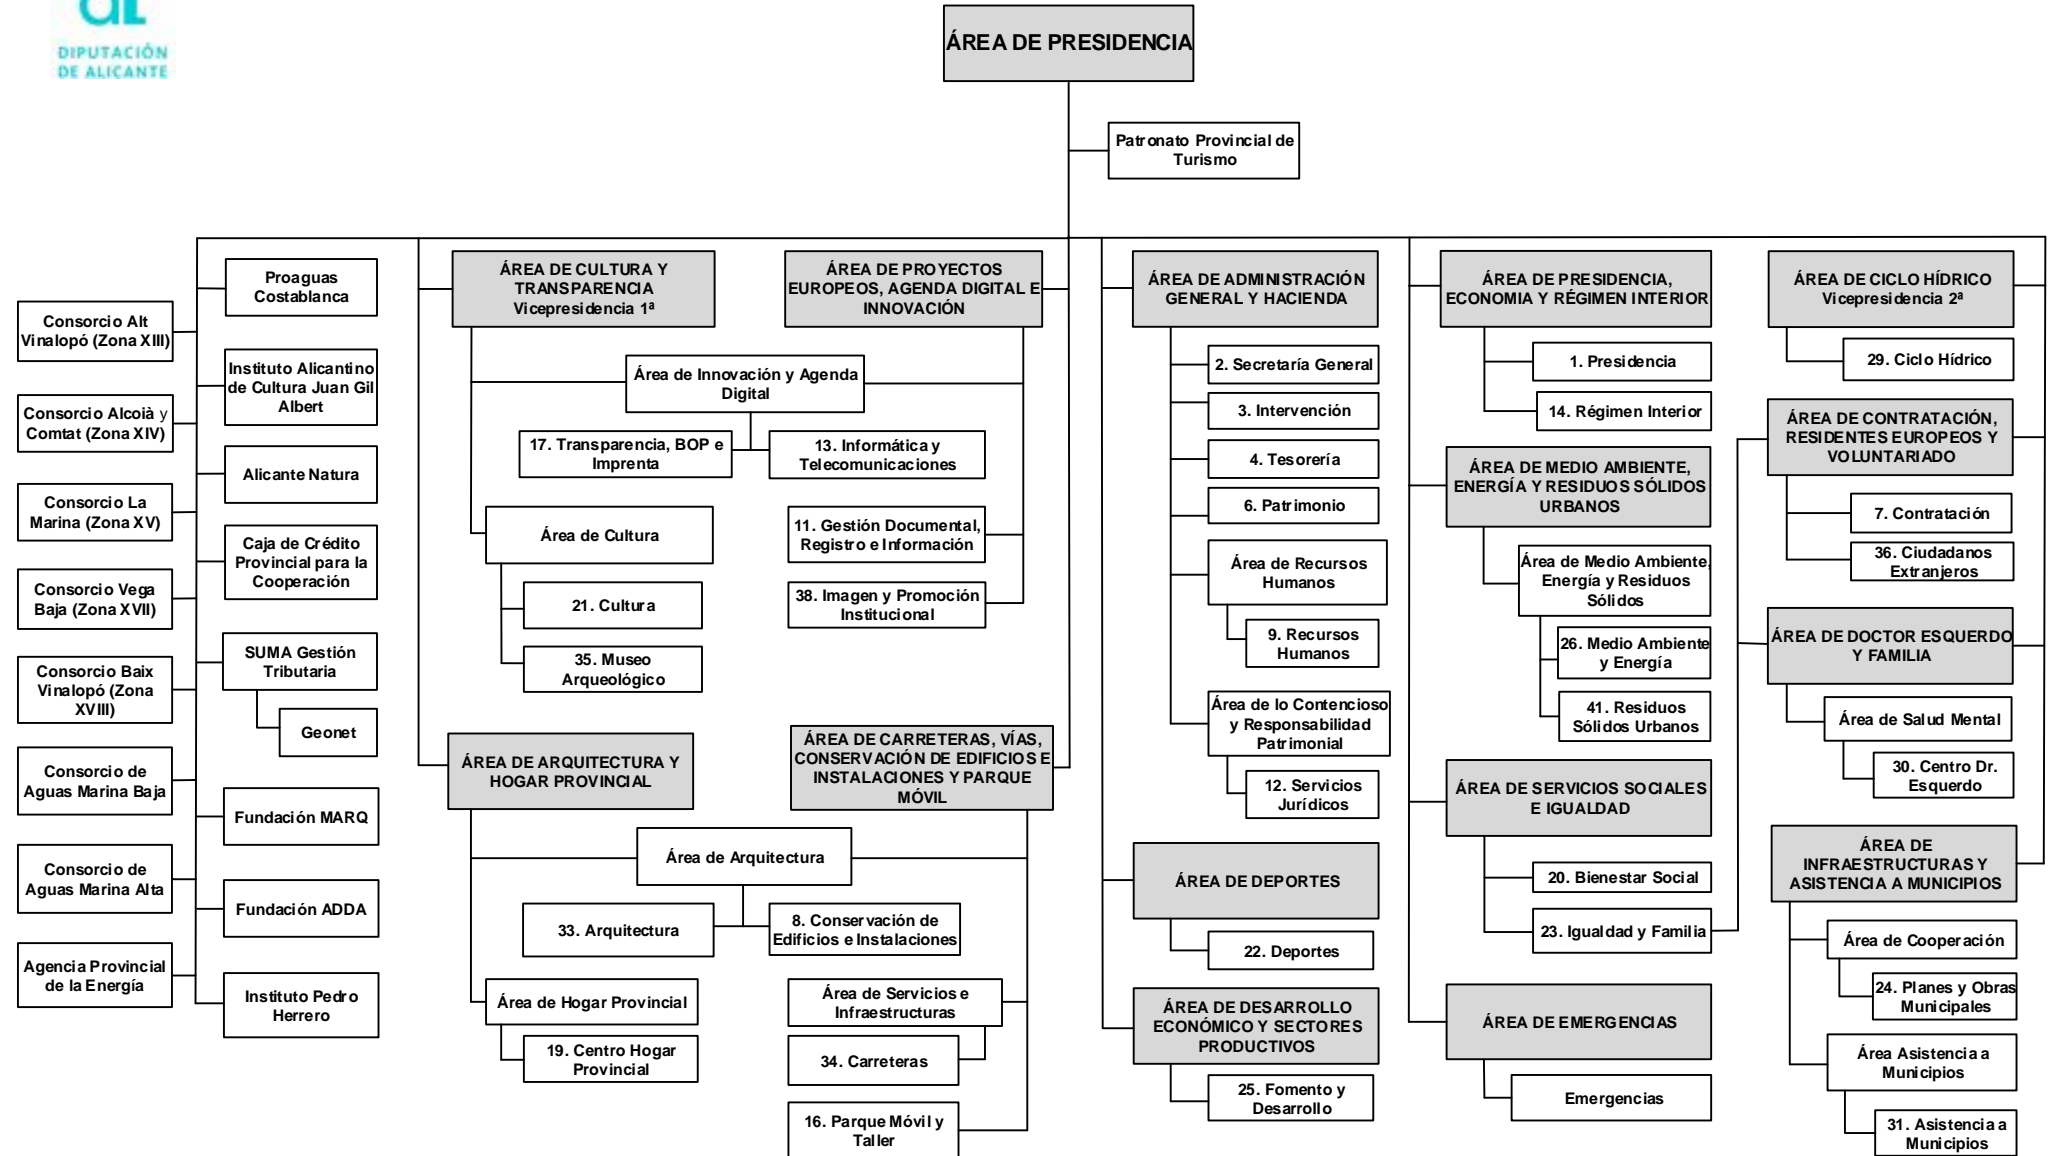 DIPUTACIÓN
DE ALICANTE
ÁREA DE PRESIDENCIA
Patronato Provincial de
Turismo
Consorcio Alt
Vinalopó (Zona XIII)
Consorcio Alcoià y
Comtat (Zona XIV)
Consorcio La
Marina (Zona XV)
Consorcio Vega
Baja (Zona XVII)
Consorcio Baix
Vinalopó (Zona
XVIII)
Consorcio de
Aguas Marina Baja
Consorcio de
Aguas Marina Alta
Agencia Provincial
de la Energía
Proaguas
Costablanca
Instituto Alicantino
de Cultura Juan Gil
Albert
Alicante Natura
Caja de Crédito
Provincial para la
Cooperación
SUMA Gestión
Tributaria
Geonet
Fundación MARQ
Fundación ADDA
Instituto Pedro
Herrero
ÁREA DE CULTURA Y
TRANSPARENCIA
Vicepresidencia 1ª
ÁREA DE PROYECTOS
EUROPEOS, AGENDA DIGITAL E
INNOVACIÓN
Área de Innovación y Agenda
Digital
17. Transparencia, BOP e
Imprenta
13. Informática y
Telecomunicaciones
Área de Cultura
21. Cultura
35. Museo
Arqueológico
11. Gestión Documental,
Registro e Información
38. Imagen y Promoción
Institucional
ÁREA DE ARQUITECTURA Y
HOGAR PROVINCIAL
ÁREA DE CARRETERAS, VÍAS,
CONSERVACIÓN DE EDIFICIOS E
INSTALACIONES Y PARQUE
MÓVIL
Área de Arquitectura
33. Arquitectura
8. Conservación de
Edificios e Instalaciones
Área de Hogar Provincial
19. Centro Hogar
Provincial
Área de Servicios e
Infraestructuras
34. Carreteras
16. Parque Móvil y
Taller
ÁREA DE ADMINISTRACIÓN
GENERAL Y HACIENDA
2. Secretaría General
3. Intervención
4. Tesorería
6. Patrimonio
Área de Recursos
Humanos
9. Recursos
Humanos
Área de lo Contencioso
y Responsabilidad
Patrimonial
12. Servicios
Jurídicos
ÁREA DE DEPORTES
22. Deportes
ÁREA DE DESARROLLO
ECONÓMICO Y SECTORES
PRODUCTIVOS
25. Fomento y
Desarrollo
ÁREA DE PRESIDENCIA,
ECONOMIA Y RÉGIMEN INTERIOR
1. Presidencia
14. Régimen Interior
ÁREA DE MEDIO AMBIENTE,
ENERGÍA Y RESIDUOS SÓLIDOS
URBANOS
Área de Medio Ambiente,
Energía y Residuos
Sólidos
26. Medio Ambiente
y Energía
41. Residuos
Sólidos Urbanos
ÁREA DE SERVICIOS SOCIALES
E IGUALDAD
20. Bienestar Social
23. Igualdad y Familia
ÁREA DE EMERGENCIAS
Emergencias
ÁREA DE CICLO HÍDRICO
Vicepresidencia 2ª
29. Ciclo Hídrico
ÁREA DE CONTRATACIÓN,
RESIDENTES EUROPEOS Y
VOLUNTARIADO
7. Contratación
36. Ciudadanos
Extranjeros
ÁREA DE DOCTOR ESQUERDO
Y FAMILIA
Área de Salud Mental
30. Centro Dr.
Esquerdo
ÁREA DE
INFRAESTRUCTURAS Y
ASISTENCIA A MUNICIPIOS
Área de Cooperación
24. Planes y Obras
Municipales
Área Asistencia a
Municipios
31. Asistencia a
Municipios